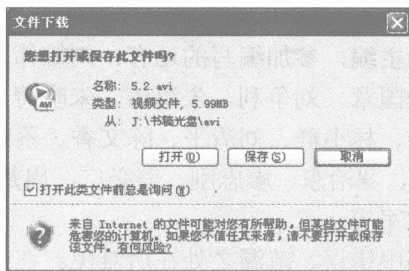 文件下载
您想打开或保存此文件吗?
AVI
名称: 5.2.avi
类型: 视频文件, 5.99MB
从: J:\书稿光盘\avi
打开(O) 保存(S) 取消
打开此类文件前总是询问(W)
来自 Internet 的文件可能对您有所帮助,但某些文件可能
危害您的计算机。如果您不信任其来源,请不要打开或保存
该文件。有何风险?